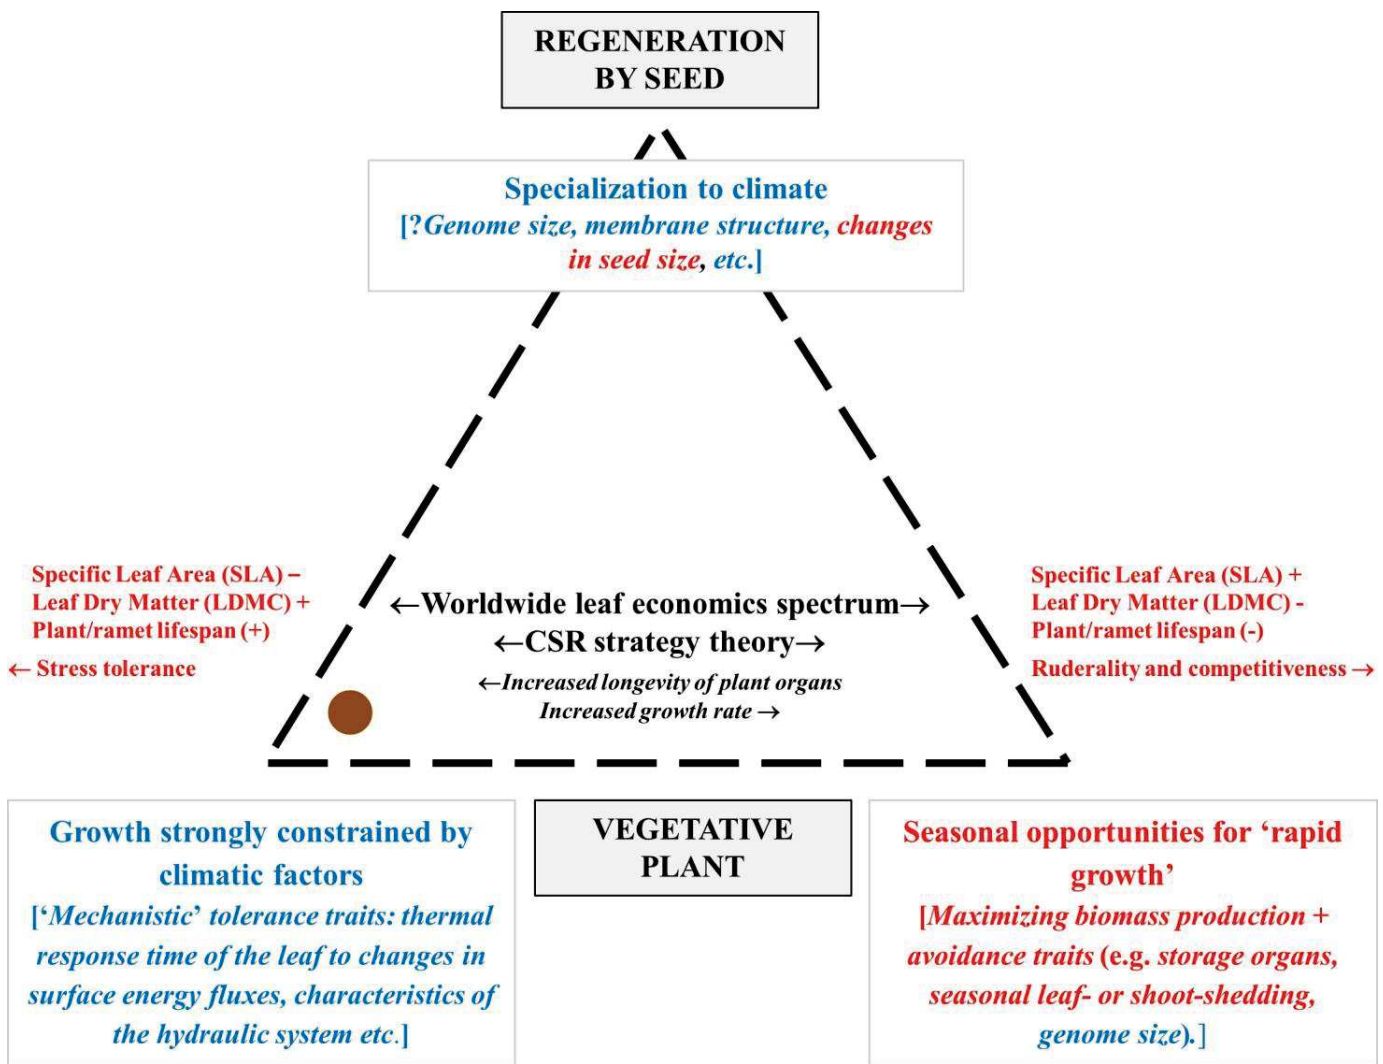 REGENERATION
BY SEED
Specialization to climate
[?Genome size, membrane structure, changes
in seed size, etc.]
Specific Leaf Area (SLA) –
Leaf Dry Matter (LDMC) +
Plant/ramet lifespan (+)
← Stress tolerance
←Worldwide leaf economics spectrum→
←CSR strategy theory→
←Increased longevity of plant organs
Increased growth rate →
Specific Leaf Area (SLA) +
Leaf Dry Matter (LDMC) -
Plant/ramet lifespan (-)
Ruderality and competitiveness →
Growth strongly constrained by
climatic factors
[‘Mechanistic’ tolerance traits: thermal
response time of the leaf to changes in
surface energy fluxes, characteristics of
the hydraulic system etc.]
VEGETATIVE
PLANT
Seasonal opportunities for ‘rapid
growth’
[Maximizing biomass production +
avoidance traits (e.g. storage organs,
seasonal leaf- or shoot-shedding,
genome size).]